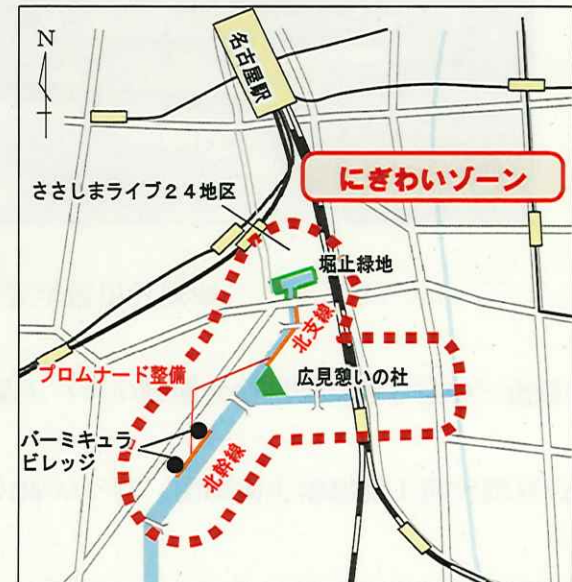 N
名古屋駅
にぎわいゾーン
ささしまライブ24地区
堀止緑地
北支線
プロムナード整備
広見憩いの杜
バーミキュラ
ビレッジ
北幹線